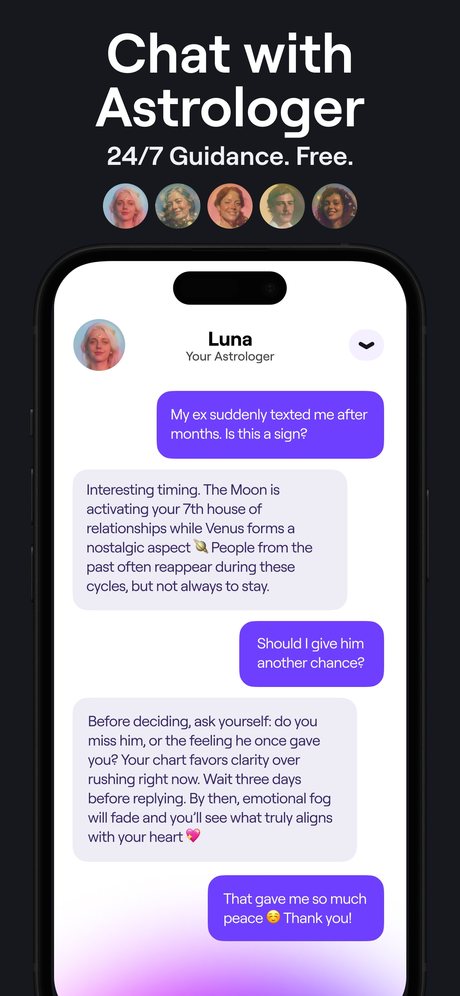 Chat with
Astrologer
24/7 Guidance. Free.
Luna
Your Astrologer
My ex suddenly texted me after
months. Is this a sign?
Interesting timing. The Moon is
activating your 7th house of
relationships while Venus forms a
nostalgic aspect 🪐 People from the
past often reappear during these
cycles, but not always to stay.
Should I give him
another chance?
Before deciding, ask yourself: do you
miss him, or the feeling he once gave
you? Your chart favors clarity over
rushing right now. Wait three days
before replying. By then, emotional fog
will fade and you’ll see what truly aligns
with your heart 💖
That gave me so much
peace ☺️ Thank you!